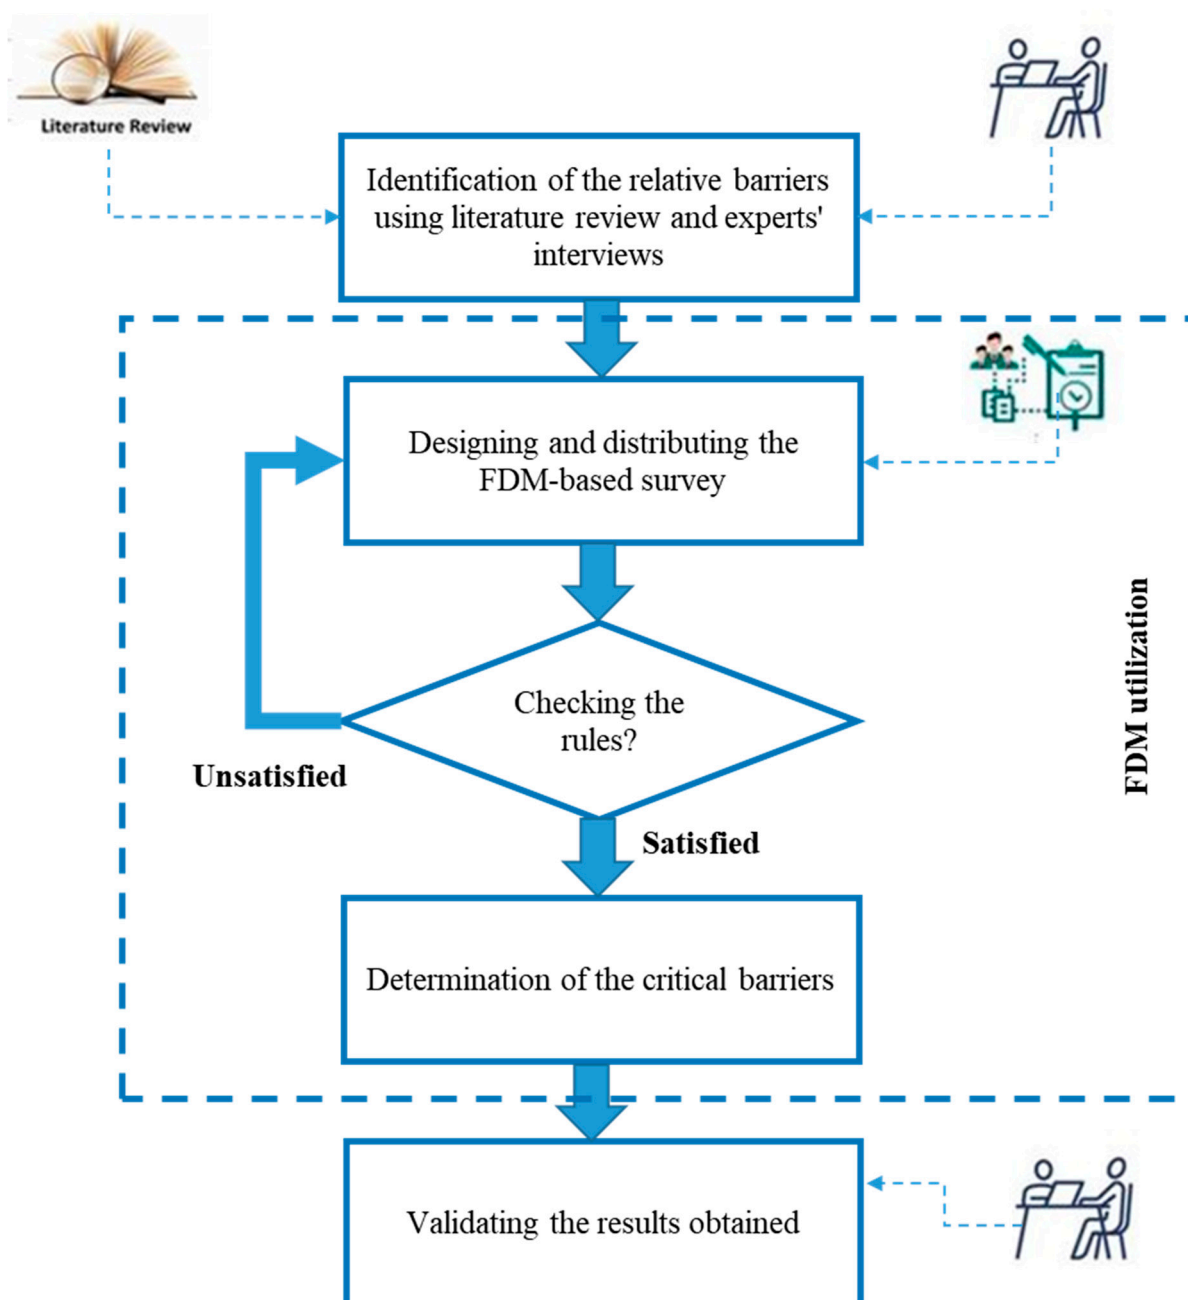 Literature Review
Identification of the relative barriers
using literature review and experts'
interviews
Designing and distributing the
FDM-based survey
FDM utilization
Checking the
rules?
Unsatisfied
Satisfied
Determination of the critical barriers
Validating the results obtained